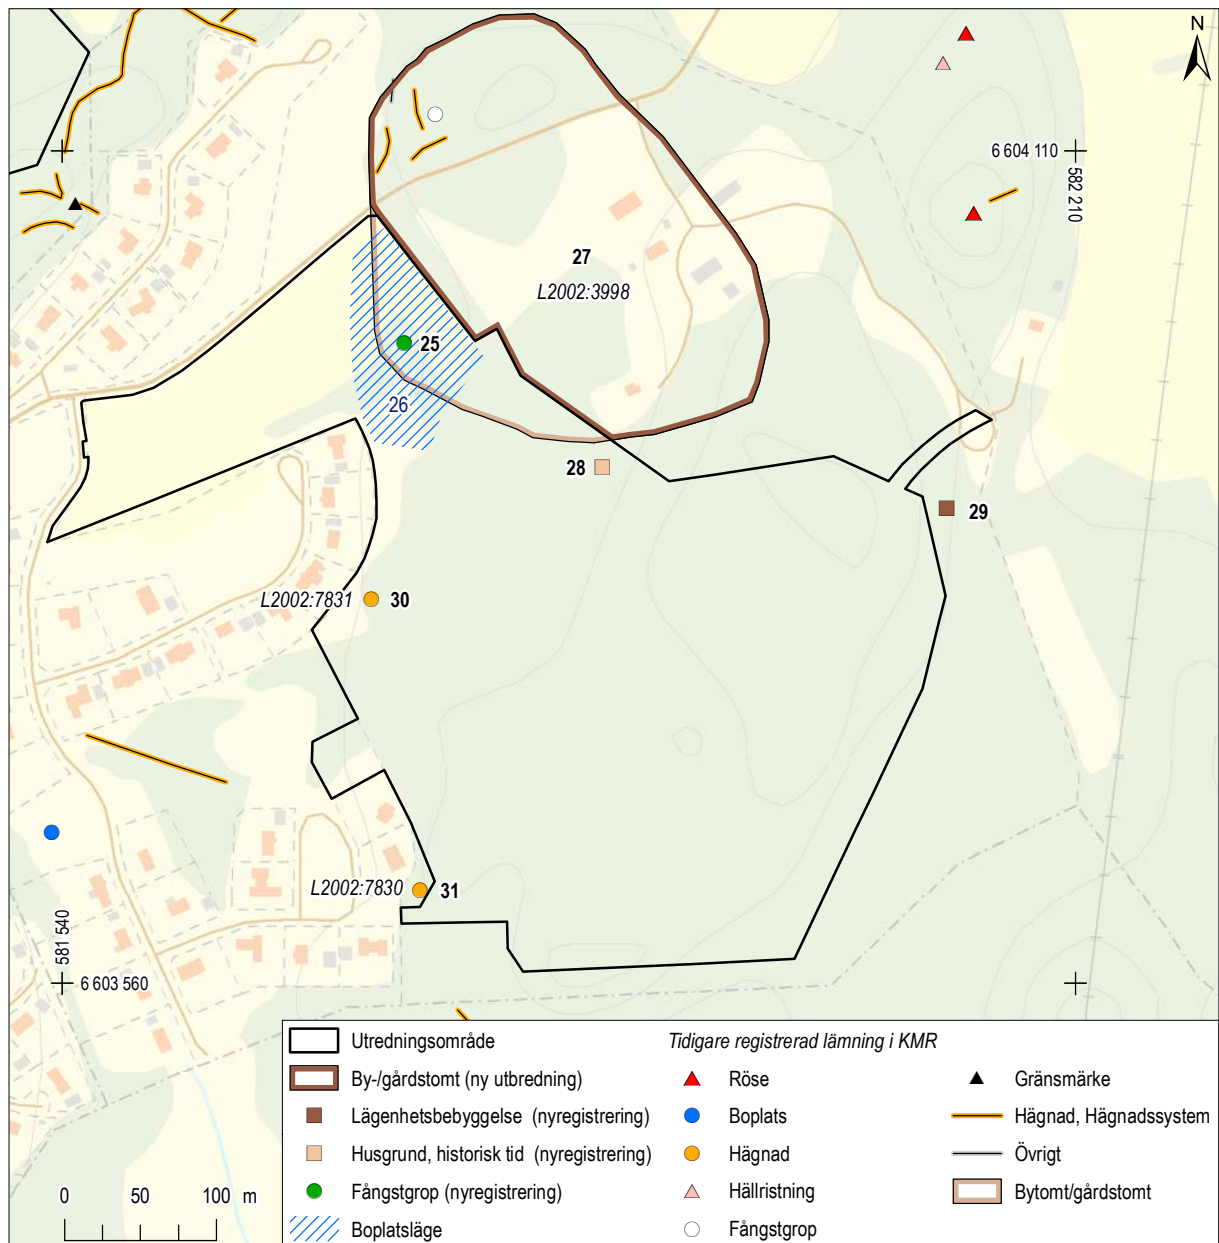 N
6 604 110
582 210
27
L2002:3998
25
26
28
29
L2002:7831
30
L2002:7830
31
581 540
6 603 560
Utredningsområde
By-/gårdstomt (ny utbredning)
Lägenhetsbebyggelse (nyregistrering)
Husgrund, historisk tid (nyregistrering)
Fångstgrop (nyregistrering)
Boplatsläge
Tidigare registrerad lämning i KMR
Röse
Boplats
Hägnad
Hällristning
Fångstgrop
Gränsmärke
Hägnad, Hägnadssystem
Övrigt
Bytomt/gårdstomt
0 50 100 m